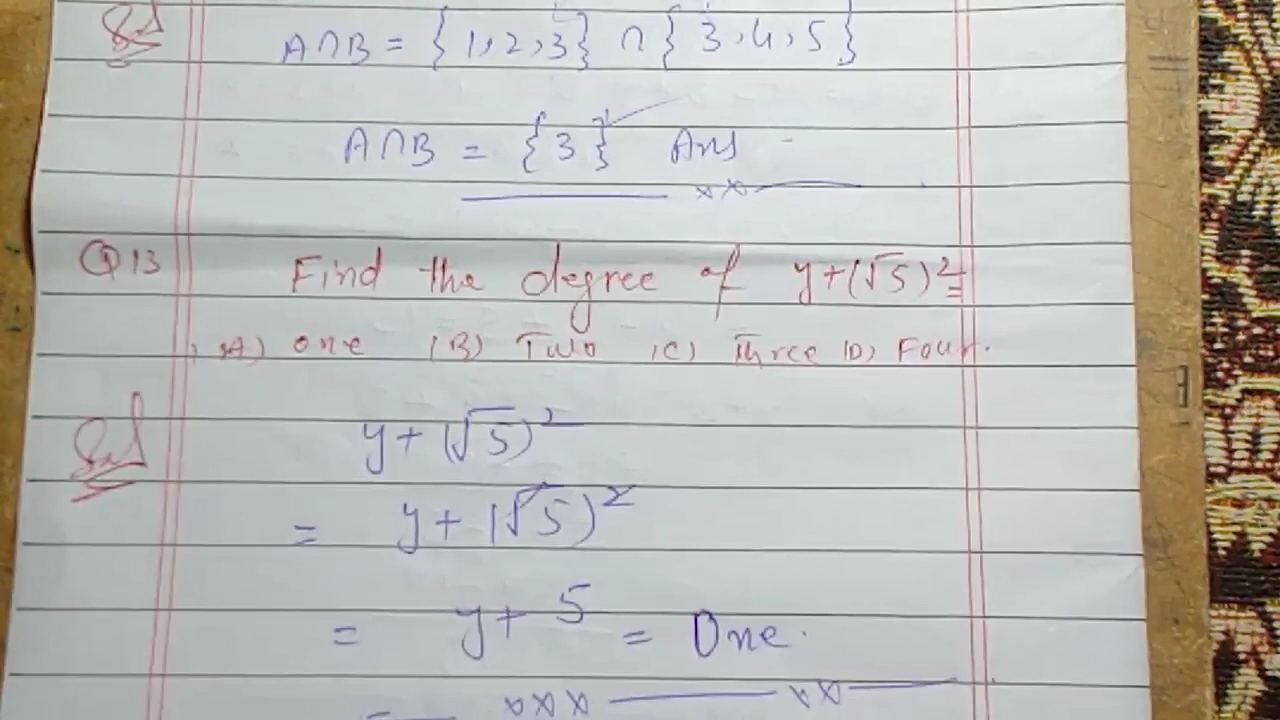 Sol A∩B = {1,2,3} ∩ {3,4,5}
A∩B = {3} Ans
Q13 Find the degree of y+(√5)²
(A) One (B) Two (C) Three (D) Four.
Sol y+(√5)²
= y+(√5)²
= y+5 = One.